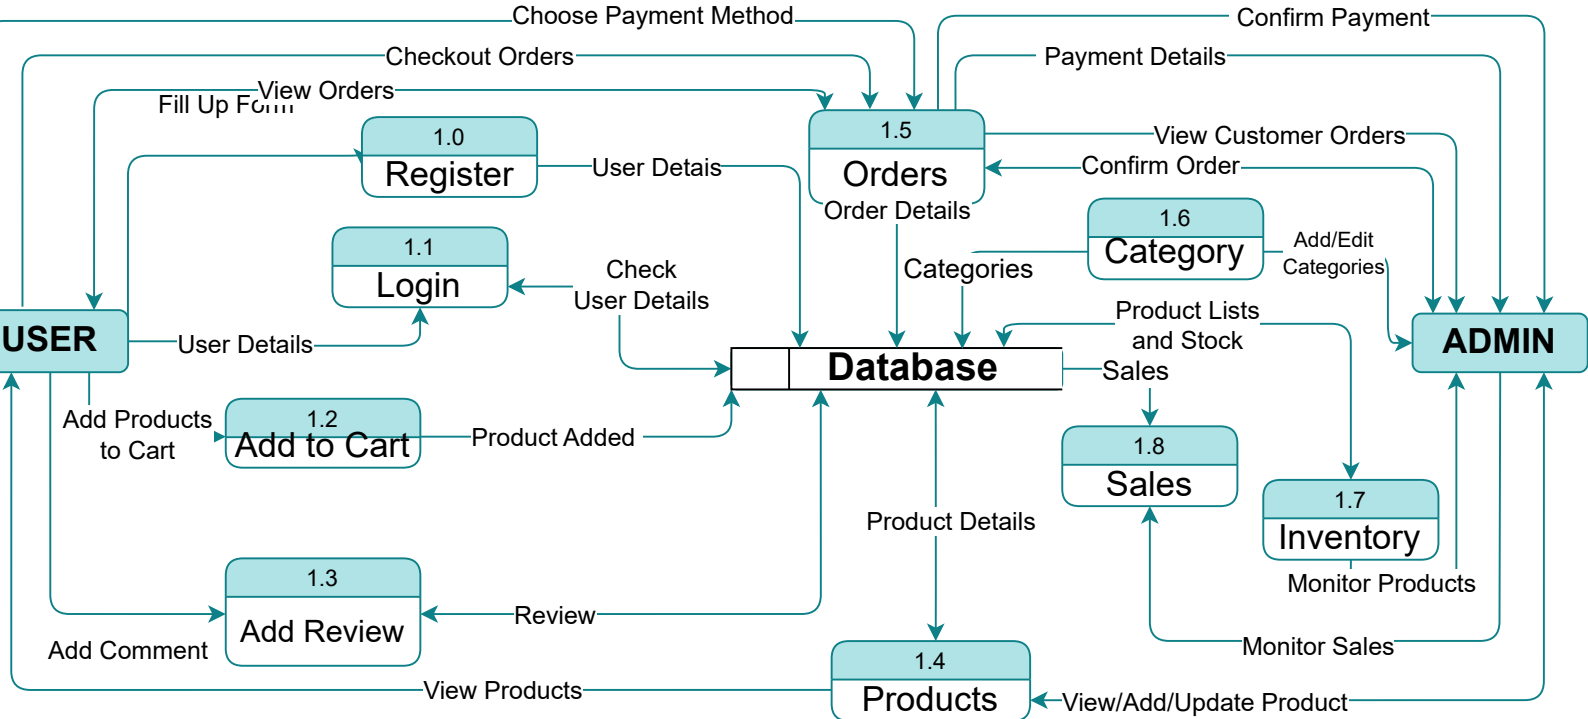 Choose Payment Method
Confirm Payment
Checkout Orders
Payment Details
View Orders
Fill Up Form
1.0
Register
User Detais
1.5
Orders
Order Details
View Customer Orders
Confirm Order
1.6
Category
Add/Edit
Categories
Categories
1.1
Login
Check
User Details
Product Lists
and Stock
USER
User Details
Database
Sales
ADMIN
Add Products
to Cart
1.2
Add to Cart
Product Added
1.8
Sales
1.7
Inventory
Product Details
Monitor Products
1.3
Add Review
Review
Add Comment
Monitor Sales
1.4
Products
View Products
View/Add/Update Product